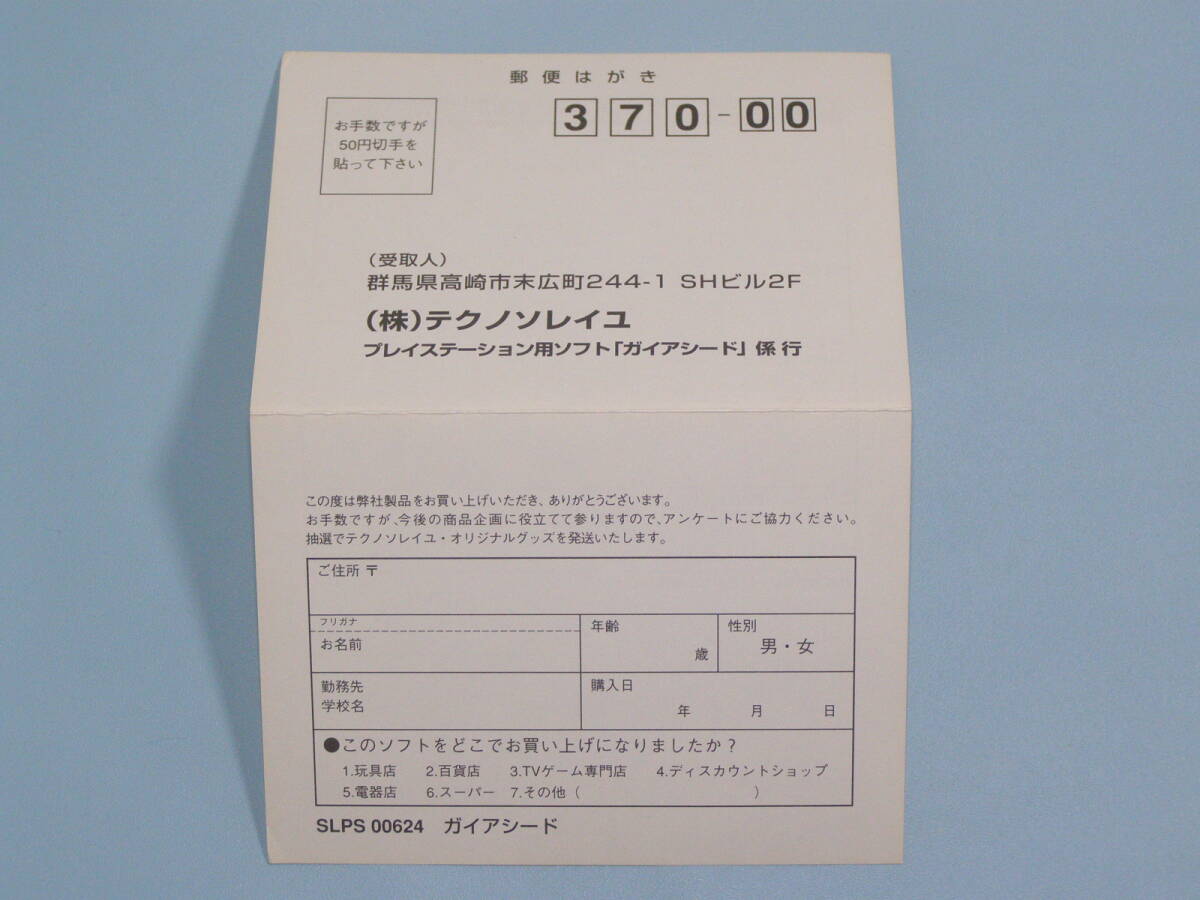 郵便はがき
お手数ですが
50円切手を
貼って下さい
370-00
(受取人)
群馬県高崎市末広町244-1 SHビル2F
(株)テクノソレイユ
プレイステーション用ソフト「ガイアシード」係 行
この度は弊社製品をお買い上げいただき、ありがとうございます。
お手数ですが、今後の商品企画に役立てて参りますので、アンケートにご協力ください。
抽選でテクノソレイユ・オリジナルグッズを発送いたします。
ご住所 〒
フリガナ
お名前
年齢
歳
性別
男・女
勤務先
学校名
購入日
年 月 日
●このソフトをどこでお買い上げになりましたか?
1.玩具店 2.百貨店 3.TVゲーム専門店 4.ディスカウントショップ
5.電器店 6.スーパー 7.その他( )
SLPS 00624 ガイアシード